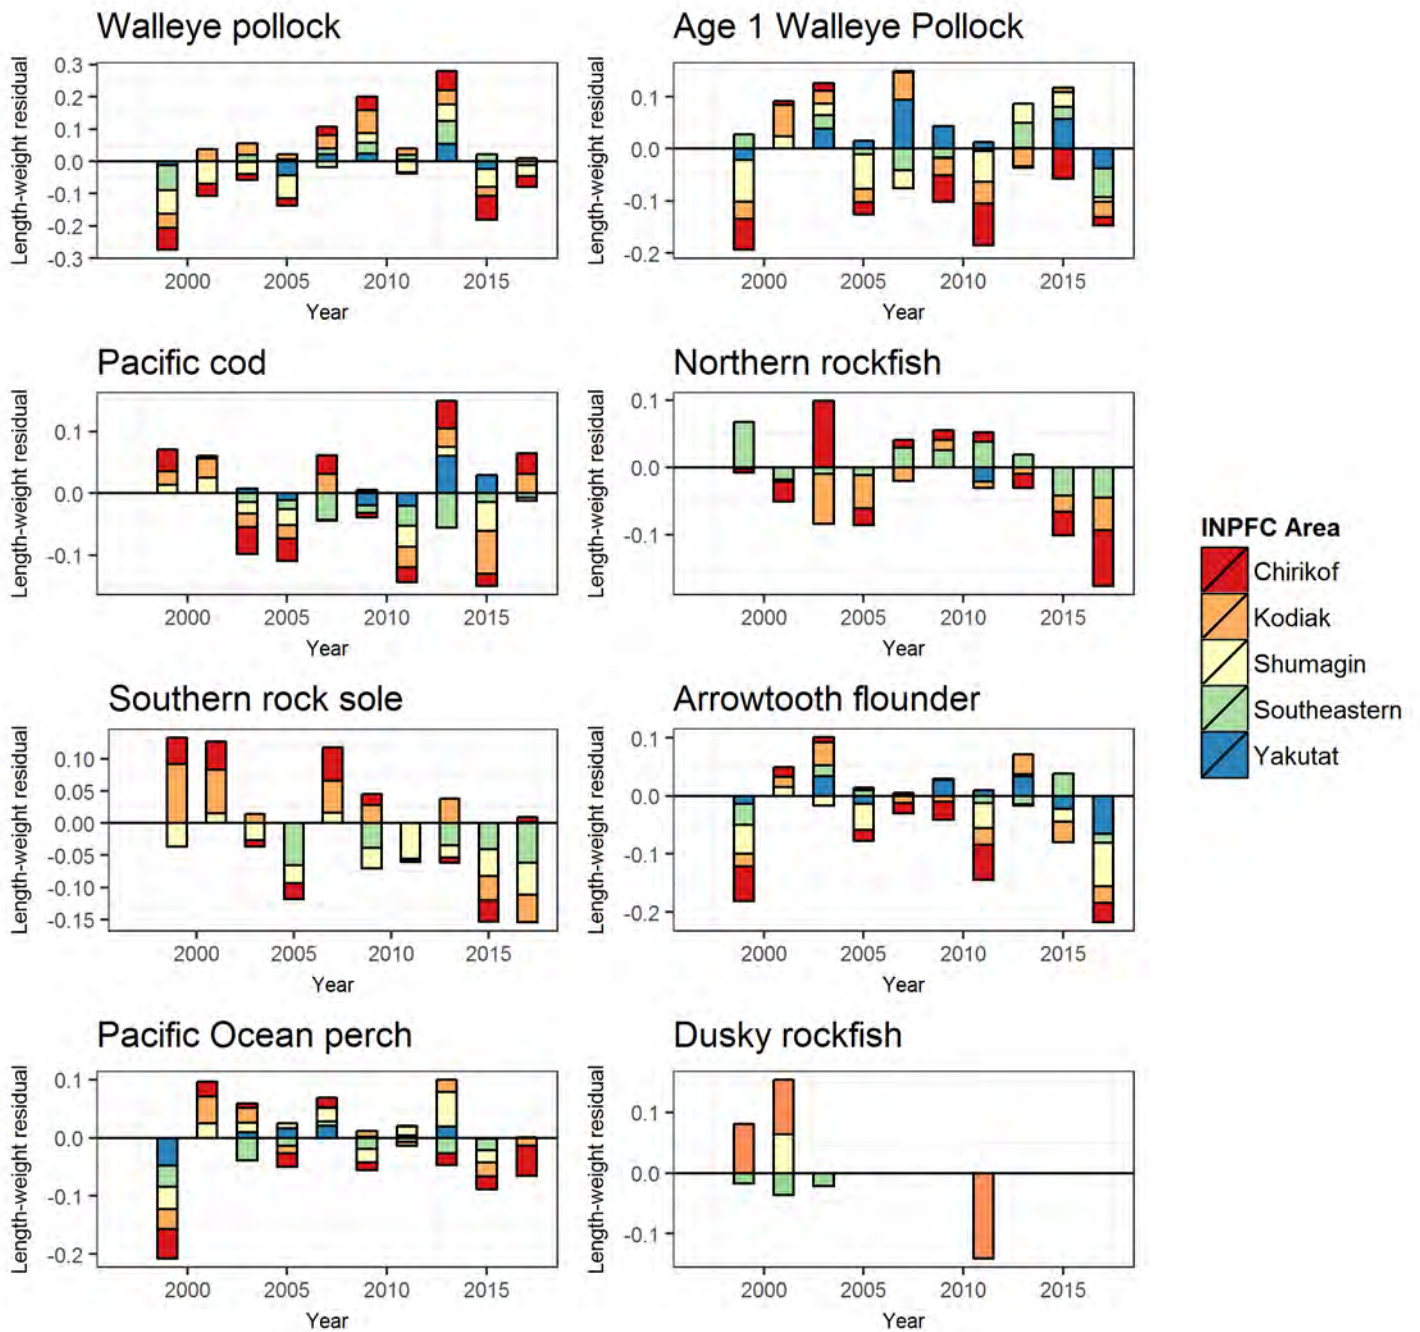 Walleye pollock
Length-weight residual
0.3
0.2
0.1
0.0
-0.1
-0.2
-0.3
2000 2005 2010 2015
Year
Age 1 Walleye Pollock
Length-weight residual
0.1
0.0
-0.1
-0.2
2000 2005 2010 2015
Year
Pacific cod
Length-weight residual
0.1
0.0
-0.1
2000 2005 2010 2015
Year
Northern rockfish
Length-weight residual
0.1
0.0
-0.1
2000 2005 2010 2015
Year
Southern rock sole
Length-weight residual
0.10
0.05
0.00
-0.05
-0.10
-0.15
2000 2005 2010 2015
Year
Arrowtooth flounder
Length-weight residual
0.1
0.0
-0.1
-0.2
2000 2005 2010 2015
Year
Pacific Ocean perch
Length-weight residual
0.1
0.0
-0.1
-0.2
2000 2005 2010 2015
Year
Dusky rockfish
Length-weight residual
0.1
0.0
-0.1
2000 2005 2010 2015
Year
INPFC Area
Chirikof
Kodiak
Shumagin
Southeastern
Yakutat